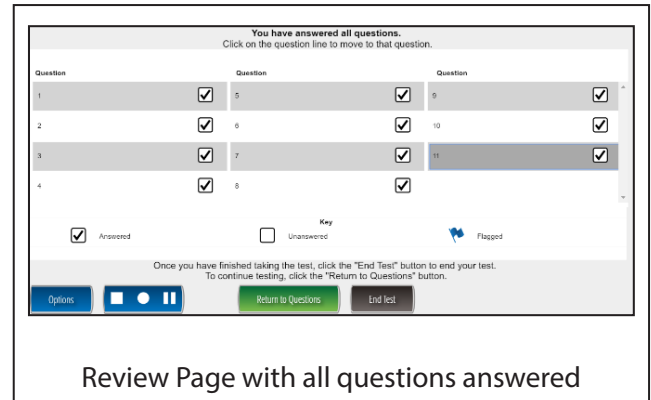 You have answered all questions.
Click on the question line to move to that question.
Question Question Question
1 5 9
2 6 10
3 7 11
4 8
Key
Answered Unanswered Flagged
Once you have finished taking the test, click the "End Test" button to end your test.
To continue testing, click the "Return to Questions" button.
Options Return to Questions End Test
Review Page with all questions answered